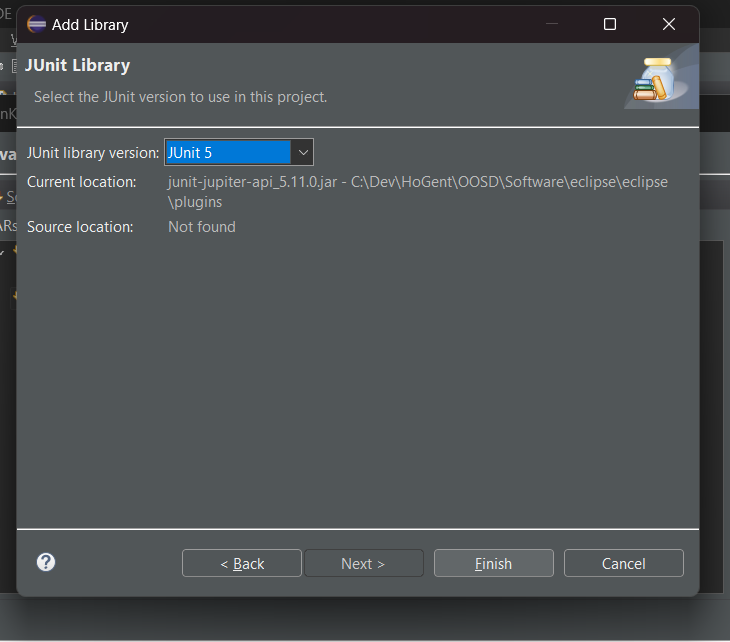 Add Library
JUnit Library
Select the JUnit version to use in this project.
JUnit library version: JUnit 5
Current location: junit-jupiter-api_5.11.0.jar - C:\Dev\HoGent\OOSD\Software\eclipse\eclipse
\plugins
Source location: Not found
? < Back Next > Finish Cancel